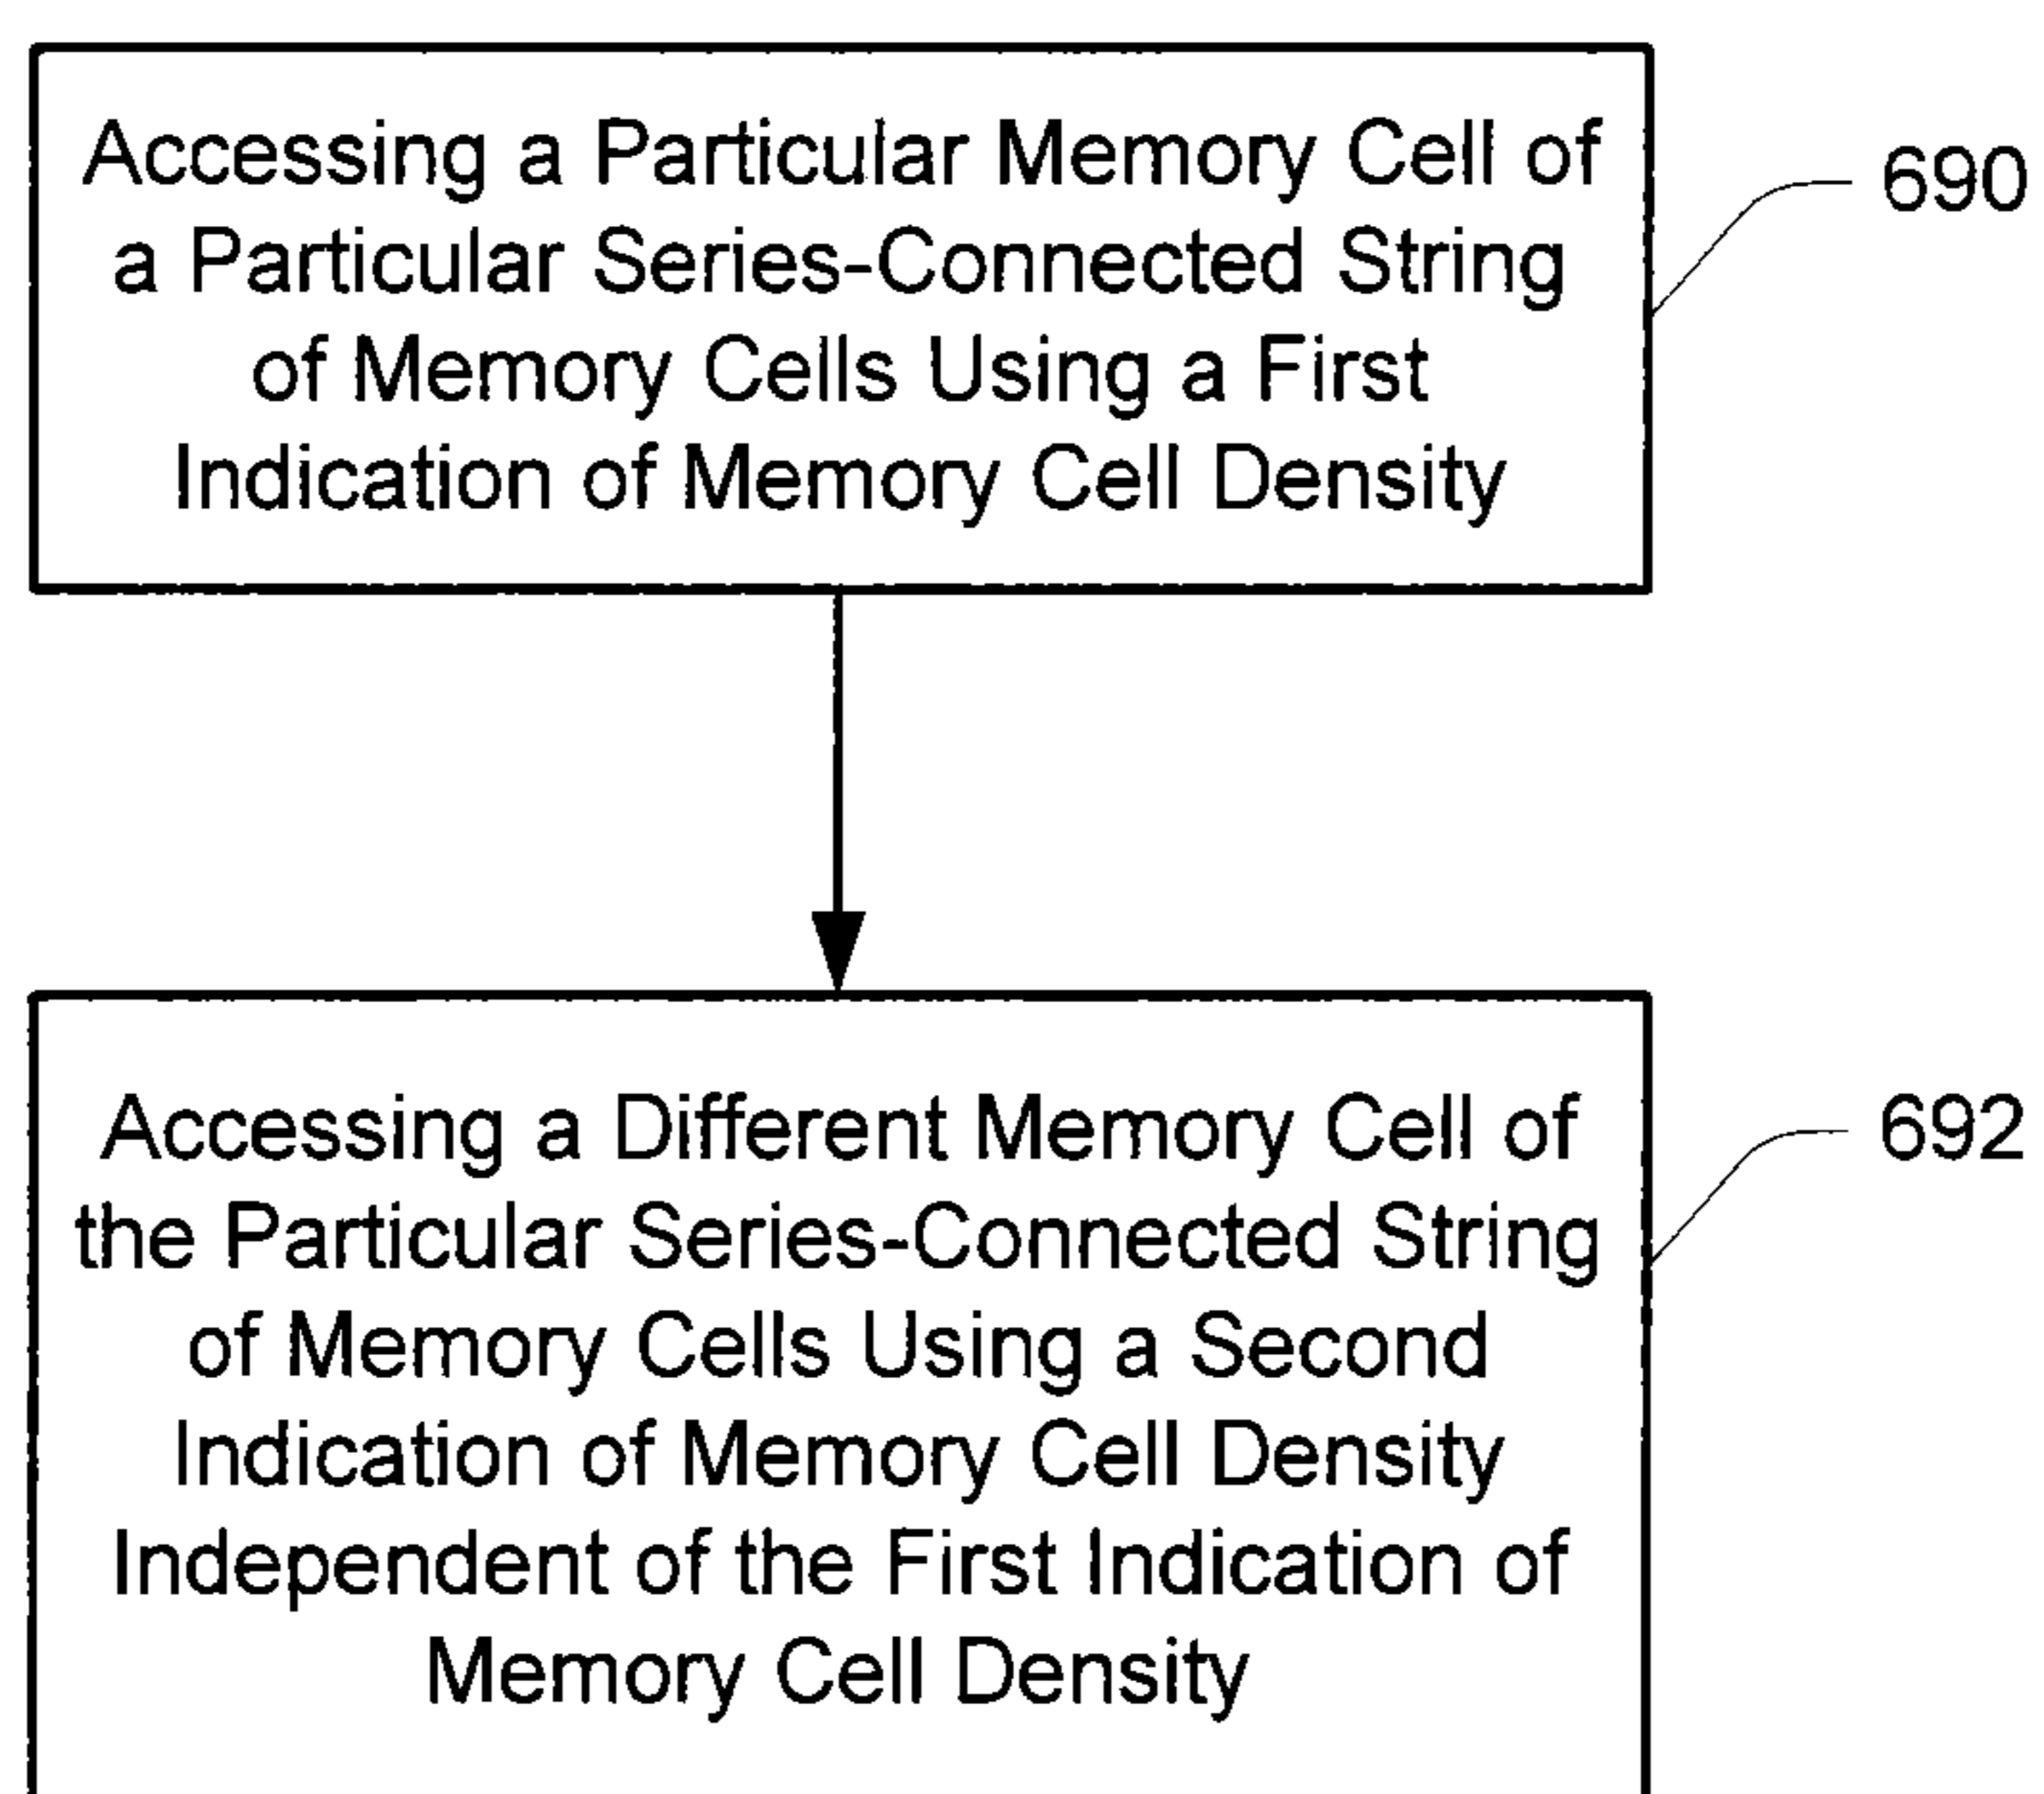 Accessing a Particular Memory Cell of
a Particular Series-Connected String
of Memory Cells Using a First
Indication of Memory Cell Density
690
Accessing a Different Memory Cell of
the Particular Series-Connected String
of Memory Cells Using a Second
Indication of Memory Cell Density
Independent of the First Indication of
Memory Cell Density
692